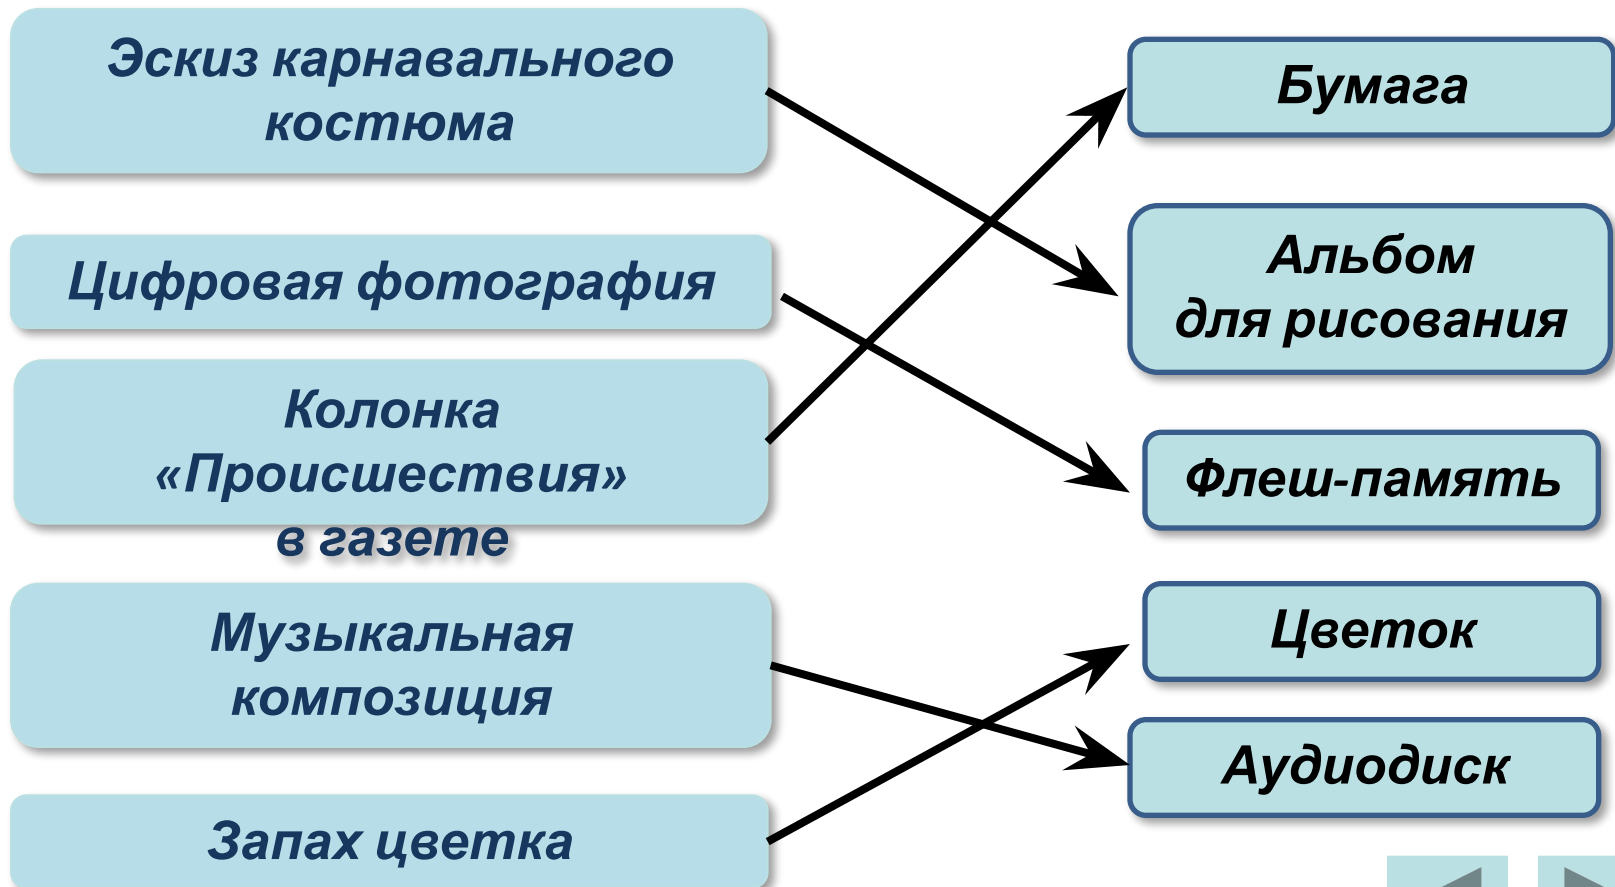 Эскиз карнавального
костюма
Цифровая фотография
Колонка
«Происшествия»
в газете
Музыкальная
композиция
Запах цветка
Бумага
Альбом
для рисования
Флеш-память
Цветок
Аудиодиск